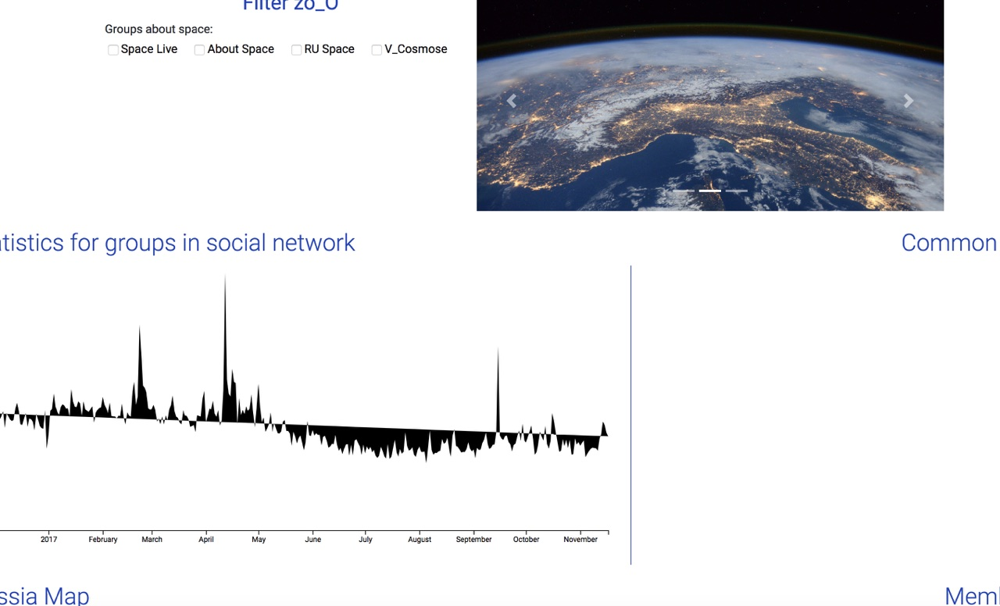 Filter zo_O
Groups about space:
Space Live About Space RU Space V_Cosmose
tistics for groups in social network
Common
2017 February March April May June July August September October November
ssia Map
Mem